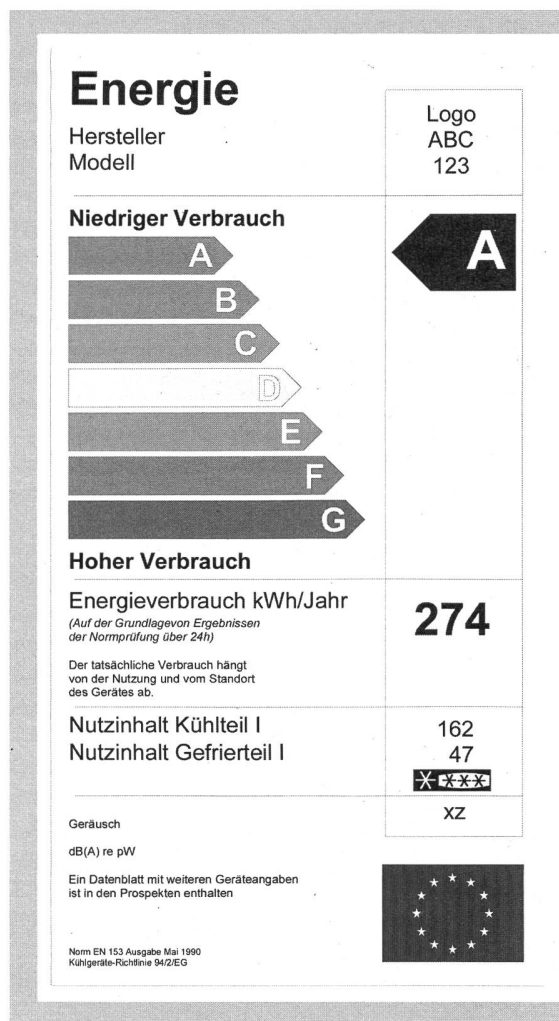 Energie
Hersteller
Modell
Logo
ABC
123
Niedriger Verbrauch
A
B
C
D
E
F
G
A
Hoher Verbrauch
Energieverbrauch kWh/Jahr
(Auf der Grundlagevon Ergebnissen
der Normprüfung über 24h)
274
Der tatsächliche Verbrauch hängt
von der Nutzung und vom Standort
des Gerätes ab.
Nutzinhalt Kühlteil l
162
Nutzinhalt Gefrierteil l
47
Geräusch
dB(A) re pW
xz
Ein Datenblatt mit weiteren Geräteangaben
ist in den Prospekten enthalten
Norm EN 153 Ausgabe Mai 1990
Kühlgeräte-Richtlinie 94/2/EG